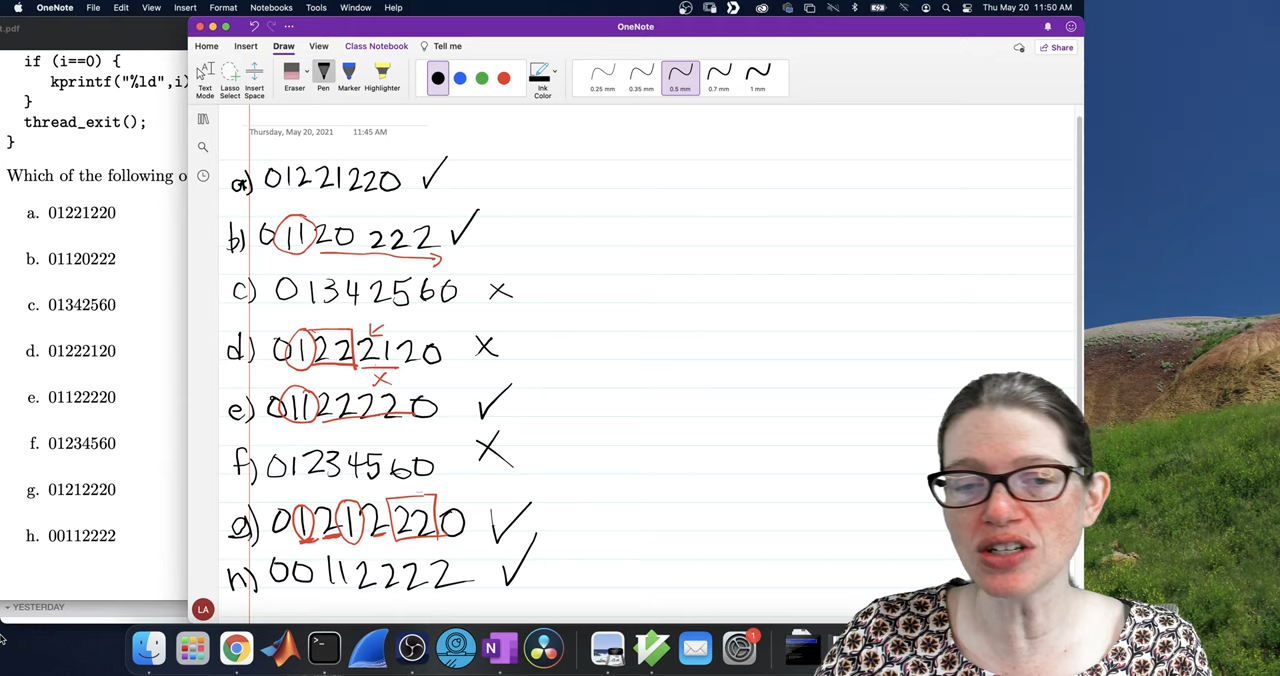 OneNote File Edit View Insert Format Notebooks Tools Window Help Thu May 20 11:50 AM
t.pdf
OneNote
Home Insert Draw View Class Notebook Tell me Share
Text Mode Lasso Select Insert Space Eraser Pen Marker Highlighter Ink Color 0.25 mm 0.35 mm 0.5 mm 0.7 mm 1 mm
if (i==0) {
kprintf("%ld",i)
}
thread_exit();
}
Which of the following o
a. 01221220
b. 01120222
c. 01342560
d. 01222120
e. 01122220
f. 01234560
g. 01212220
h. 00112222
YESTERDAY
Thursday, May 20, 2021 11:45 AM
a) 01221220 ✓
b) 01120 222 ✓
c) 01342560 x
d) 01222120 x
x
e) 01122220 ✓
f) 01234560 x
g) 01212220 ✓
h) 00112222 ✓
LA
1